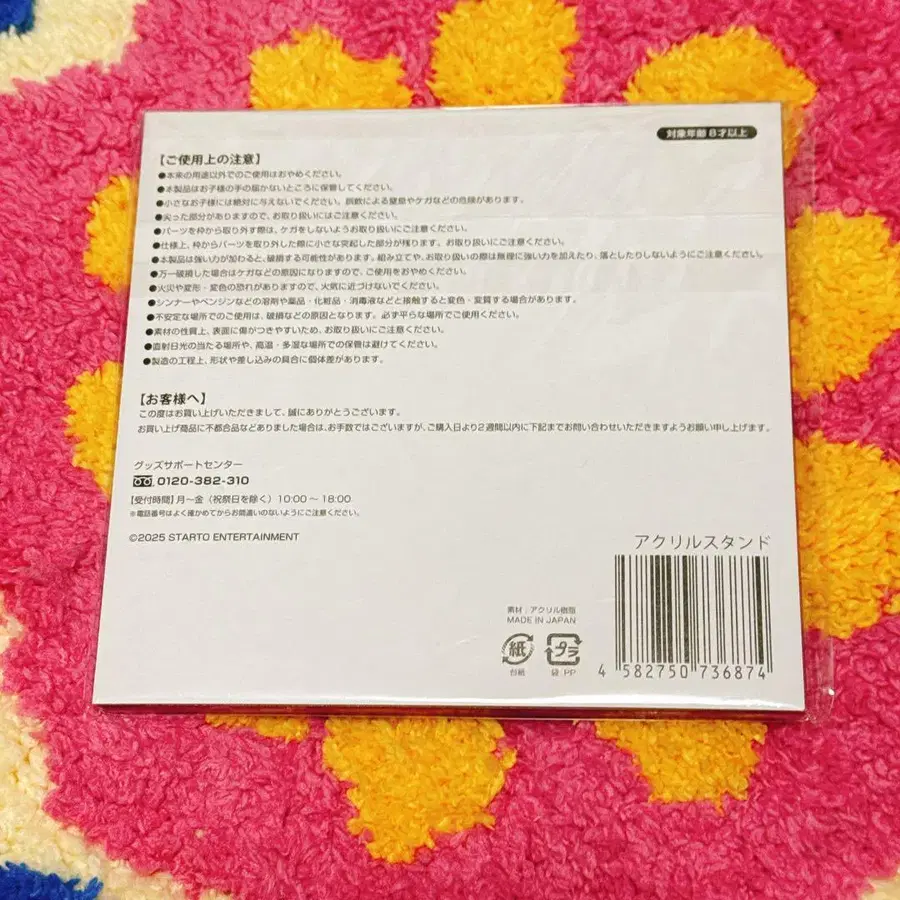 対象年齢 8才以上
【ご使用上の注意】
●本来の用途以外でのご使用はおやめください。
●本製品はお子様の手の届かないところに保管してください。
●小さなお子様には絶対に与えないでください。誤飲による窒息やケガなどの危険があります。
●尖った部分がありますので、お取り扱いにはご注意ください。
●パーツを枠から取り外す際は、ケガをしないようお取り扱いにご注意ください。
●仕様上、枠からパーツを取り外した際に小さな突起した部分が残ります。お取り扱いにご注意ください。
●本製品は強い力が加わると、破損する可能性があります。組み立てや、お取り扱いの際は無理に強い力を加えたり、落としたりしないようにご注意下さい。
●万一破損した場合はケガなどの原因になりますので、ご使用をおやめください。
●火災や変形・変色の恐れがありますので、火気に近づけないでください。
●シンナーやベンジンなどの溶剤や薬品・化粧品・消毒液などと接触すると変色・変質する場合があります。
●不安定な場所でのご使用は、破損などの原因となります。必ず平らな場所でご使用ください。
●素材の性質上、表面に傷がつきやすいため、お取り扱いにご注意ください。
●直射日光の当たる場所や、高温・多湿な場所での保管は避けてください。
●製造の工程上、形状や差し込みの具合に個体差があります。
【お客様へ】
この度はお買い上げいただきまして、誠にありがとうございます。
お買い上げ商品に不都合品などありました場合は、お手数ではございますが、ご購入日より2週間以内に下記までお問い合わせいただきますようお願い申し上げます。
グッズサポートセンター
0120-382-310
【受付時間】月〜金（祝祭日を除く）10:00〜18:00
※電話番号はよく確かめてからお間違いのないようにご注意ください。
©2025 STARTO ENTERTAINMENT
アクリルスタンド
素材：アクリル樹脂
MADE IN JAPAN
紙
台紙
プラ
袋:PP
4 582750 736874